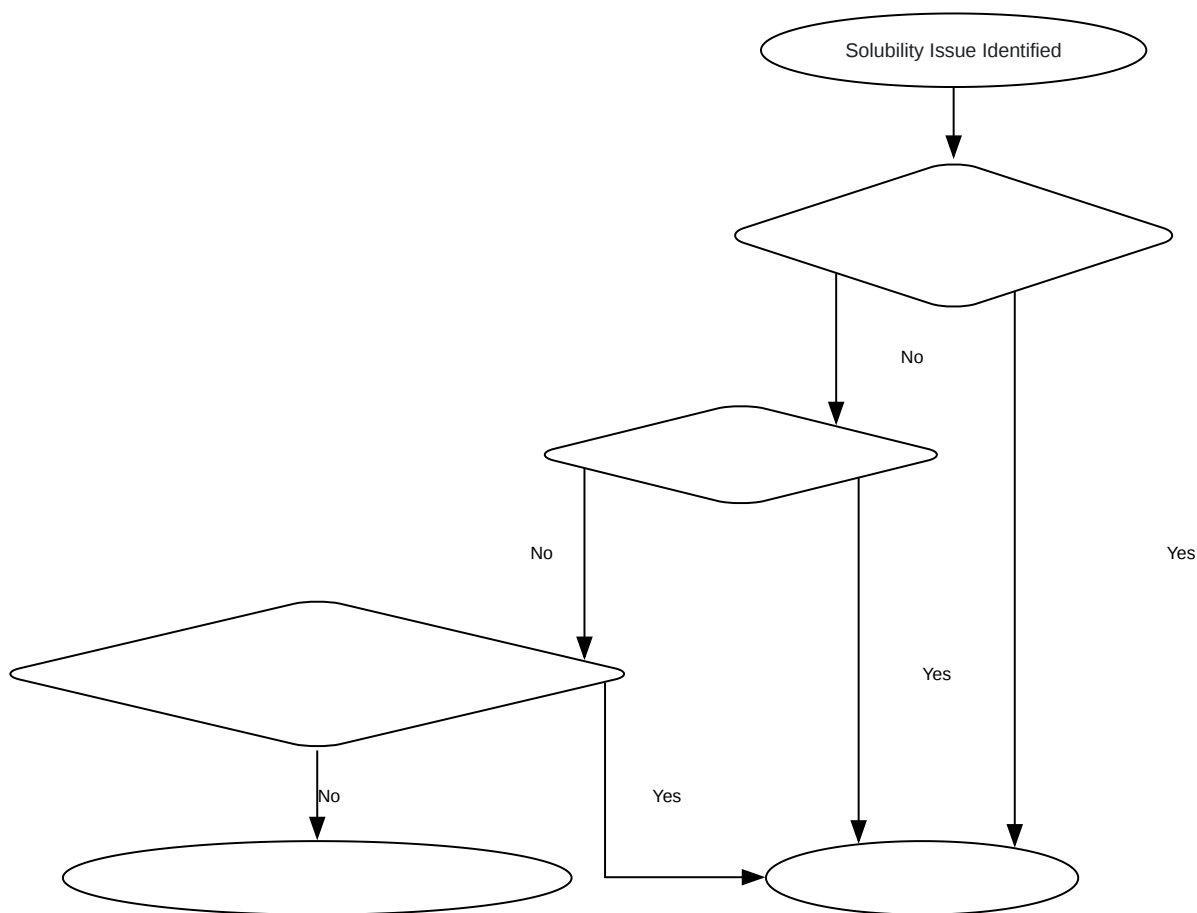 Solubility Issue Identified
No
No
Yes
Yes
No
Yes